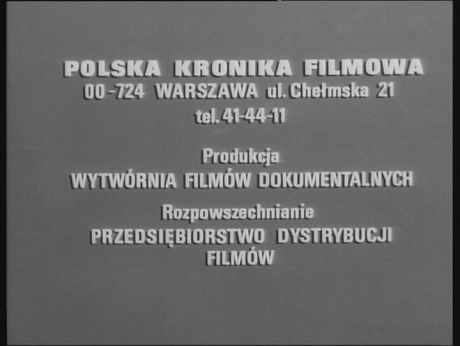 POLSKA KRONIKA FILMOWA
00-724 WARSZAWA ul. Chełmska 21
tel. 41-44-11
Produkcja
WYTWÓRNIA FILMÓW DOKUMENTALNYCH
Rozpowszechnianie
PRZEDSIĘBIORSTWO DYSTRYBUCJI
FILMÓW